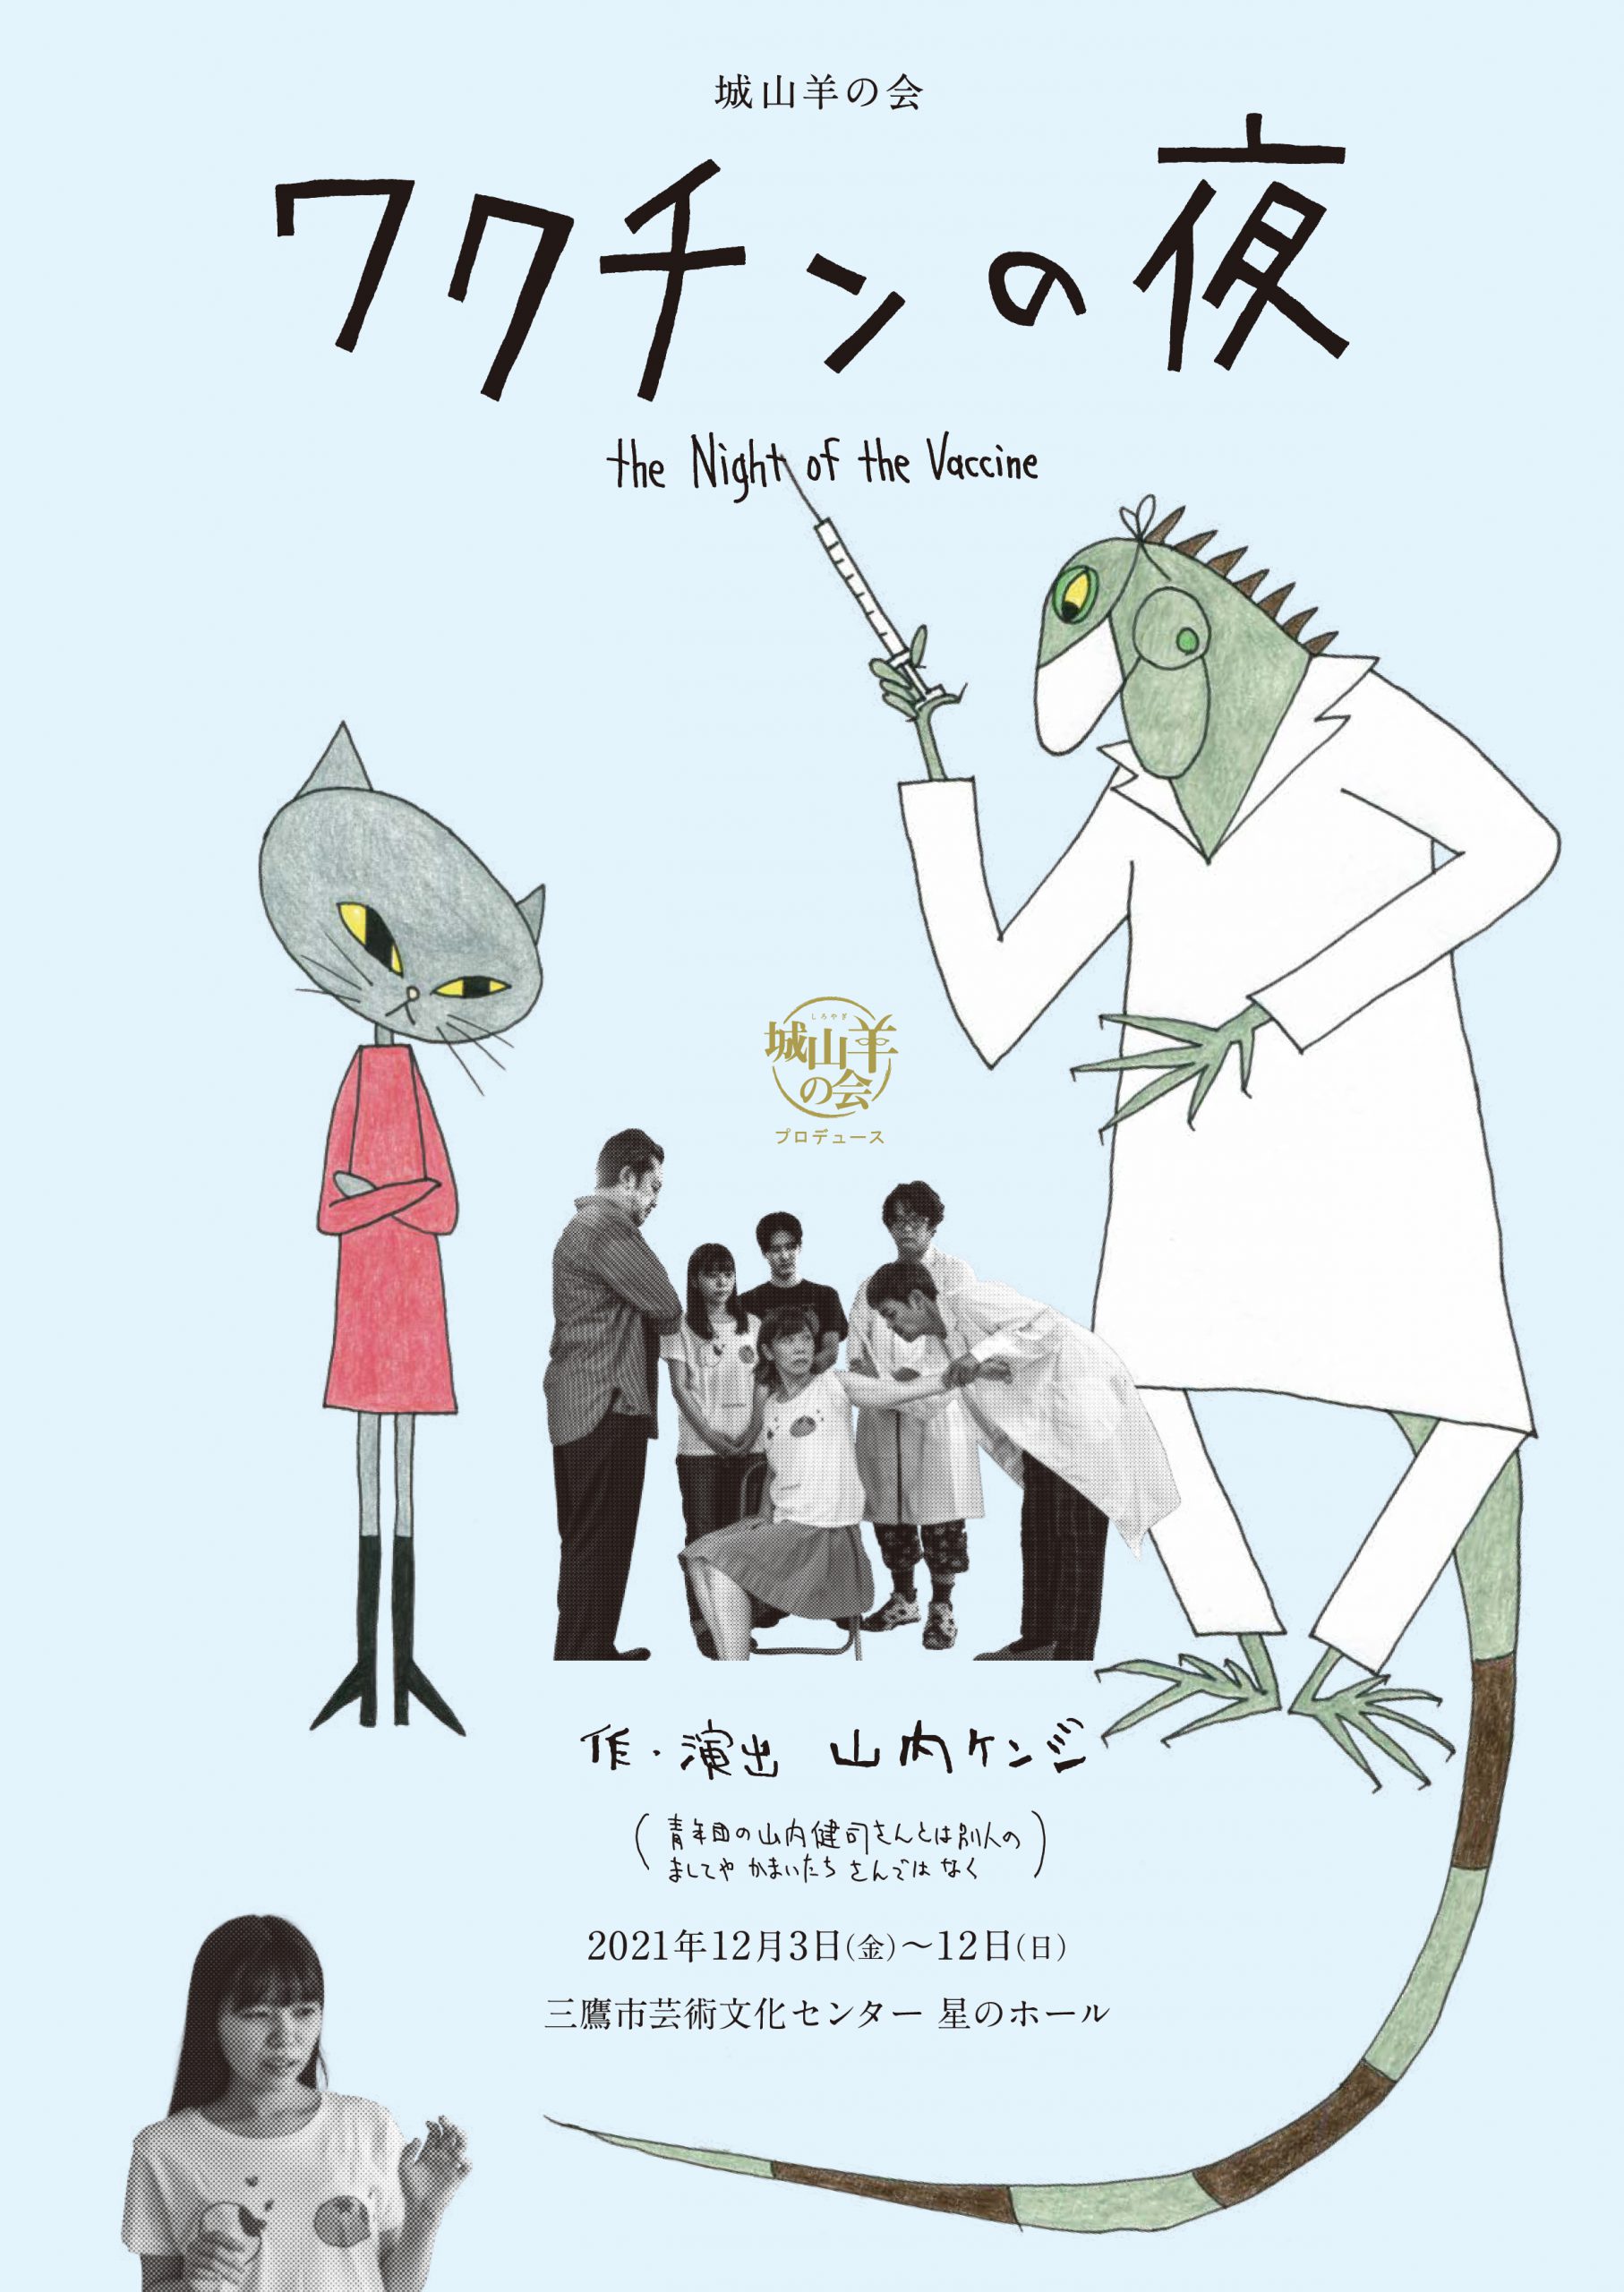 城山羊の会
ワクチンの夜
the Night of the Vaccine
しろやぎ
城山羊
の会
プロデュース
作・演出 山内ケンジ
(青年団の山内健司さんとは別人の
ましてや かまいたち さんでは なく)
2021年12月3日(金)〜12日(日)
三鷹市芸術文化センター 星のホール